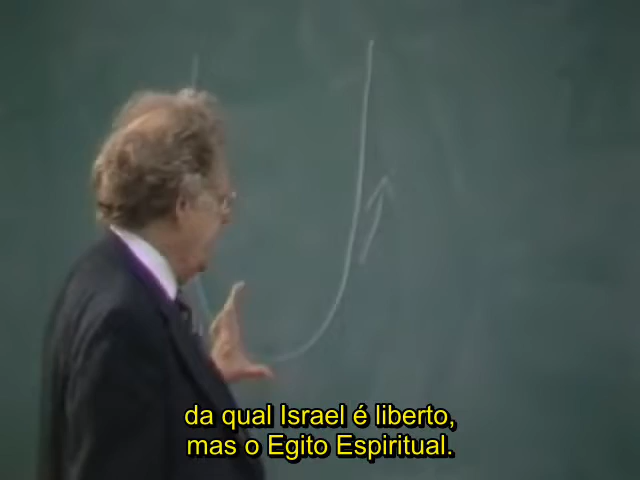 da qual Israel é liberto,
mas o Egito Espiritual.